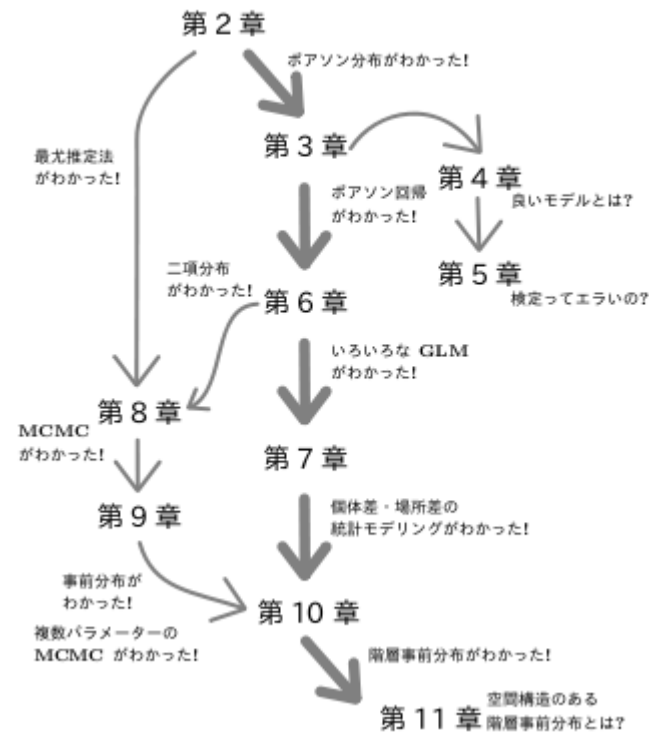 第 2 章
ポアソン分布がわかった!
第 3 章
最尤推定法
がわかった!
第 4 章
良いモデルとは?
ポアソン回帰
がわかった!
二項分布
がわかった!
第 5 章
検定ってエラいの?
第 6 章
いろいろな GLM
がわかった!
第 8 章
MCMC
がわかった!
第 7 章
個体差・場所差の
統計モデリングがわかった!
第 9 章
事前分布が
わかった!
複数パラメーターの
MCMC がわかった!
第 10 章
階層事前分布がわかった!
第 11 章
空間構造のある
階層事前分布とは?